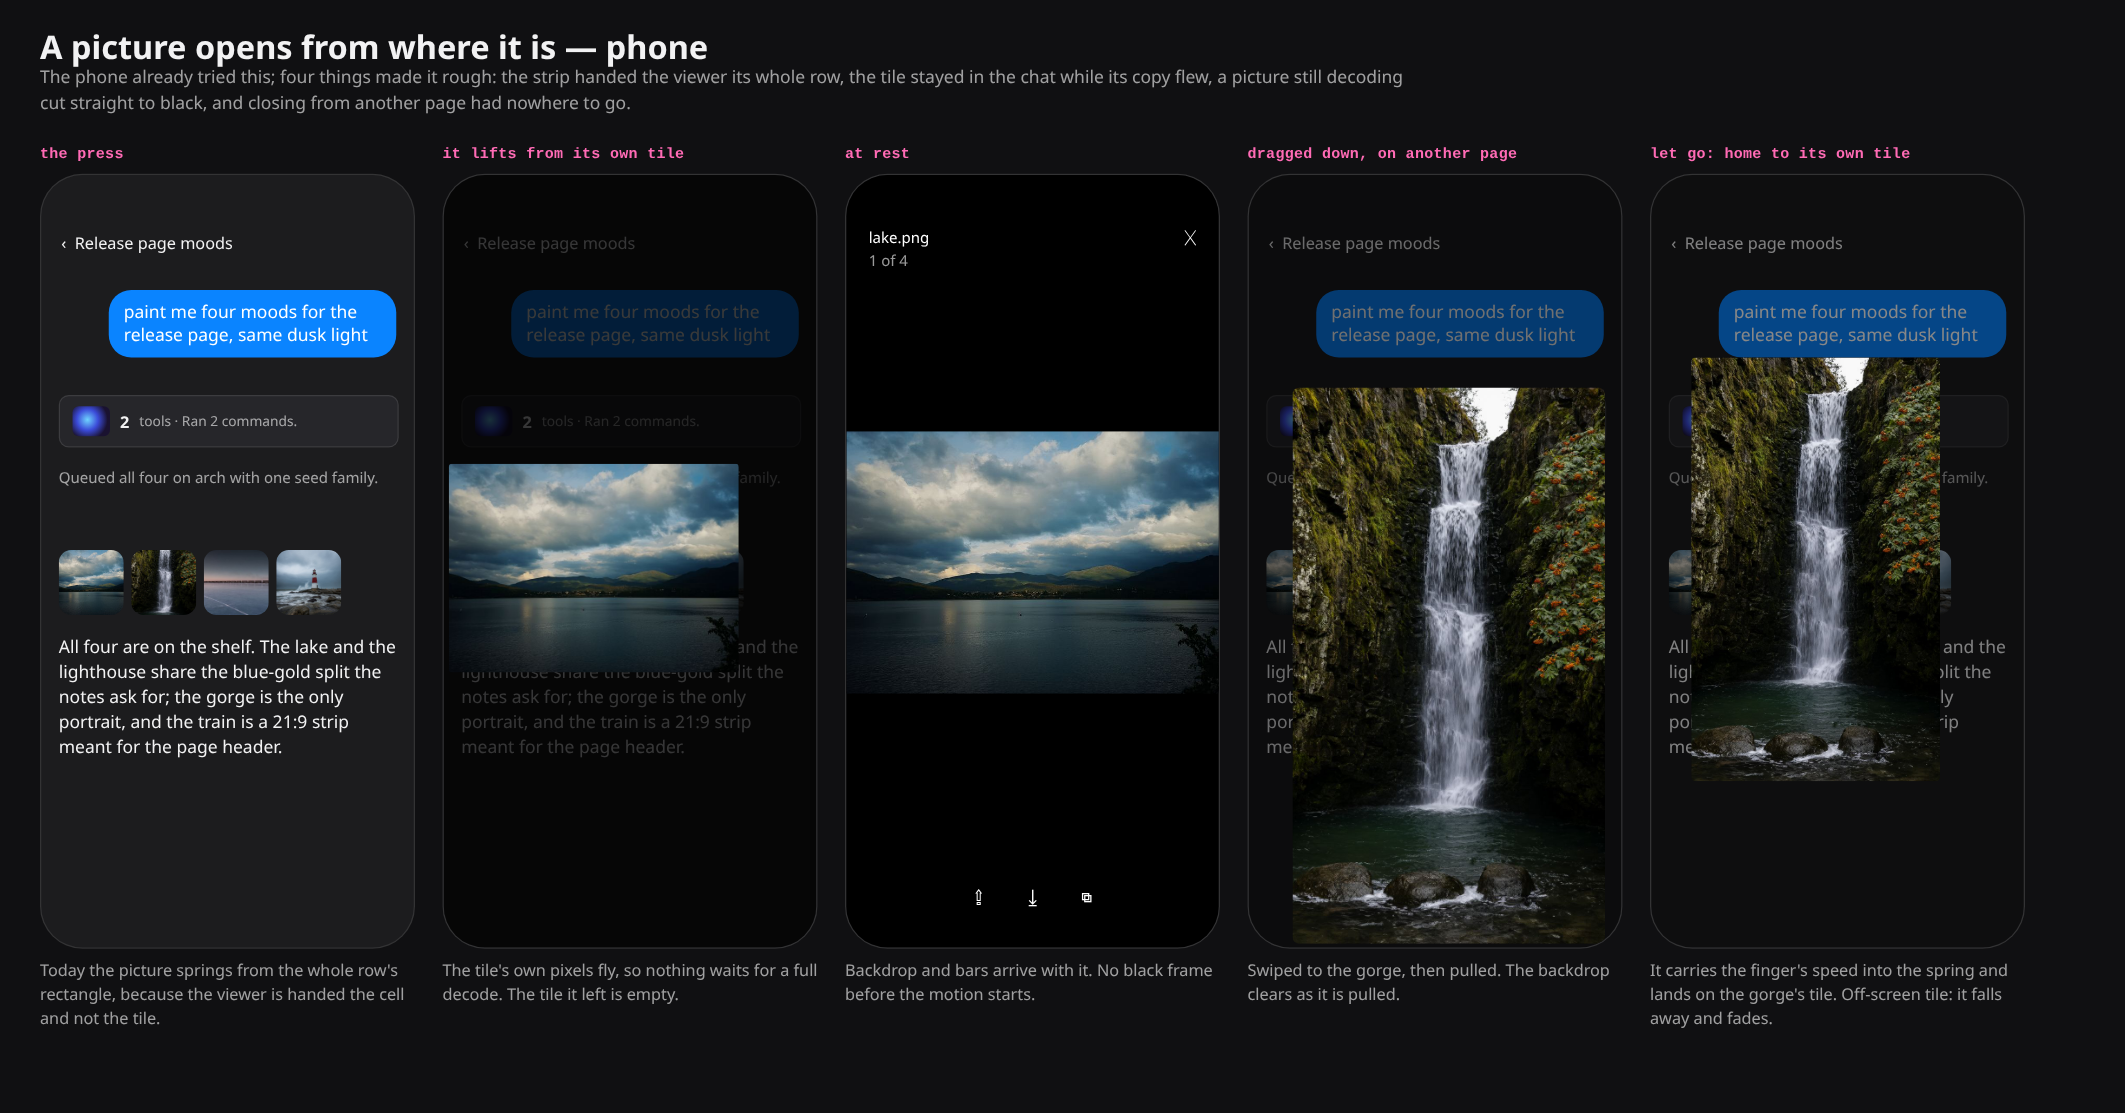 A picture opens from where it is — phone
The phone already tried this; four things made it rough: the strip handed the viewer its whole row, the tile stayed in the chat while its copy flew, a picture still decoding
cut straight to black, and closing from another page had nowhere to go.
the press
‹ Release page moods
paint me four moods for the
release page, same dusk light
2 tools · Ran 2 commands.
Queued all four on arch with one seed family.
All four are on the shelf. The lake and the
lighthouse share the blue-gold split the
notes ask for; the gorge is the only
portrait, and the train is a 21:9 strip
meant for the page header.
Today the picture springs from the whole row's
rectangle, because the viewer is handed the cell
and not the tile.
it lifts from its own tile
‹ Release page moods
paint me four moods for the
release page, same dusk light
2 tools · Ran 2 commands.
amily.
and the
lighthouse share the blue-gold split the
notes ask for; the gorge is the only
portrait, and the train is a 21:9 strip
meant for the page header.
The tile's own pixels fly, so nothing waits for a full
decode. The tile it left is empty.
at rest
lake.png
1 of 4
Backdrop and bars arrive with it. No black frame
before the motion starts.
dragged down, on another page
‹ Release page moods
paint me four moods for the
release page, same dusk light
Que
All
ligh
not
por
me
Swiped to the gorge, then pulled. The backdrop
clears as it is pulled.
let go: home to its own tile
‹ Release page moods
paint me four moods for the
release page, same dusk light
Qu family.
All and the
lig plit the
no ly
po rip
me
It carries the finger's speed into the spring and
lands on the gorge's tile. Off-screen tile: it falls
away and fades.